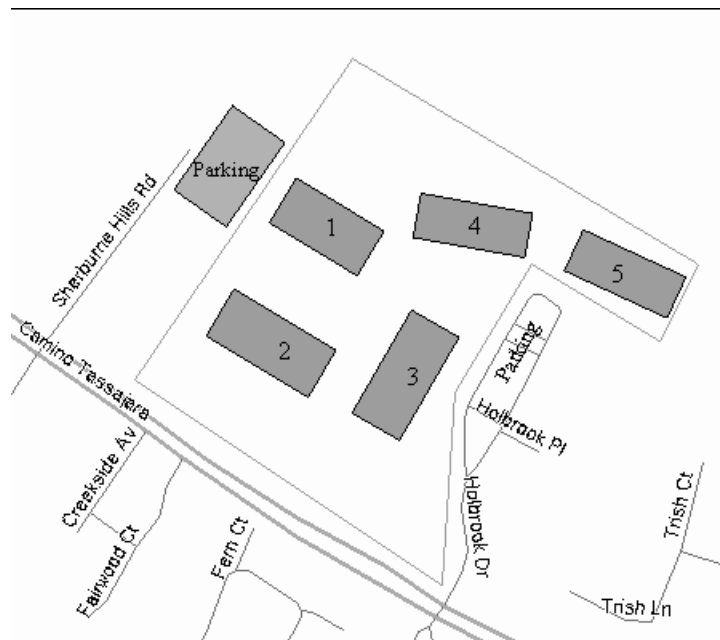 Parking
Sherburne Hills Rd
1
4
5
2
3
Parking
Camino Tassajara
Holbrook Pl
Creekside Av
Fairwood Ct
Fern Ct
Holbrook Dr
Trish Ct
Trish Ln